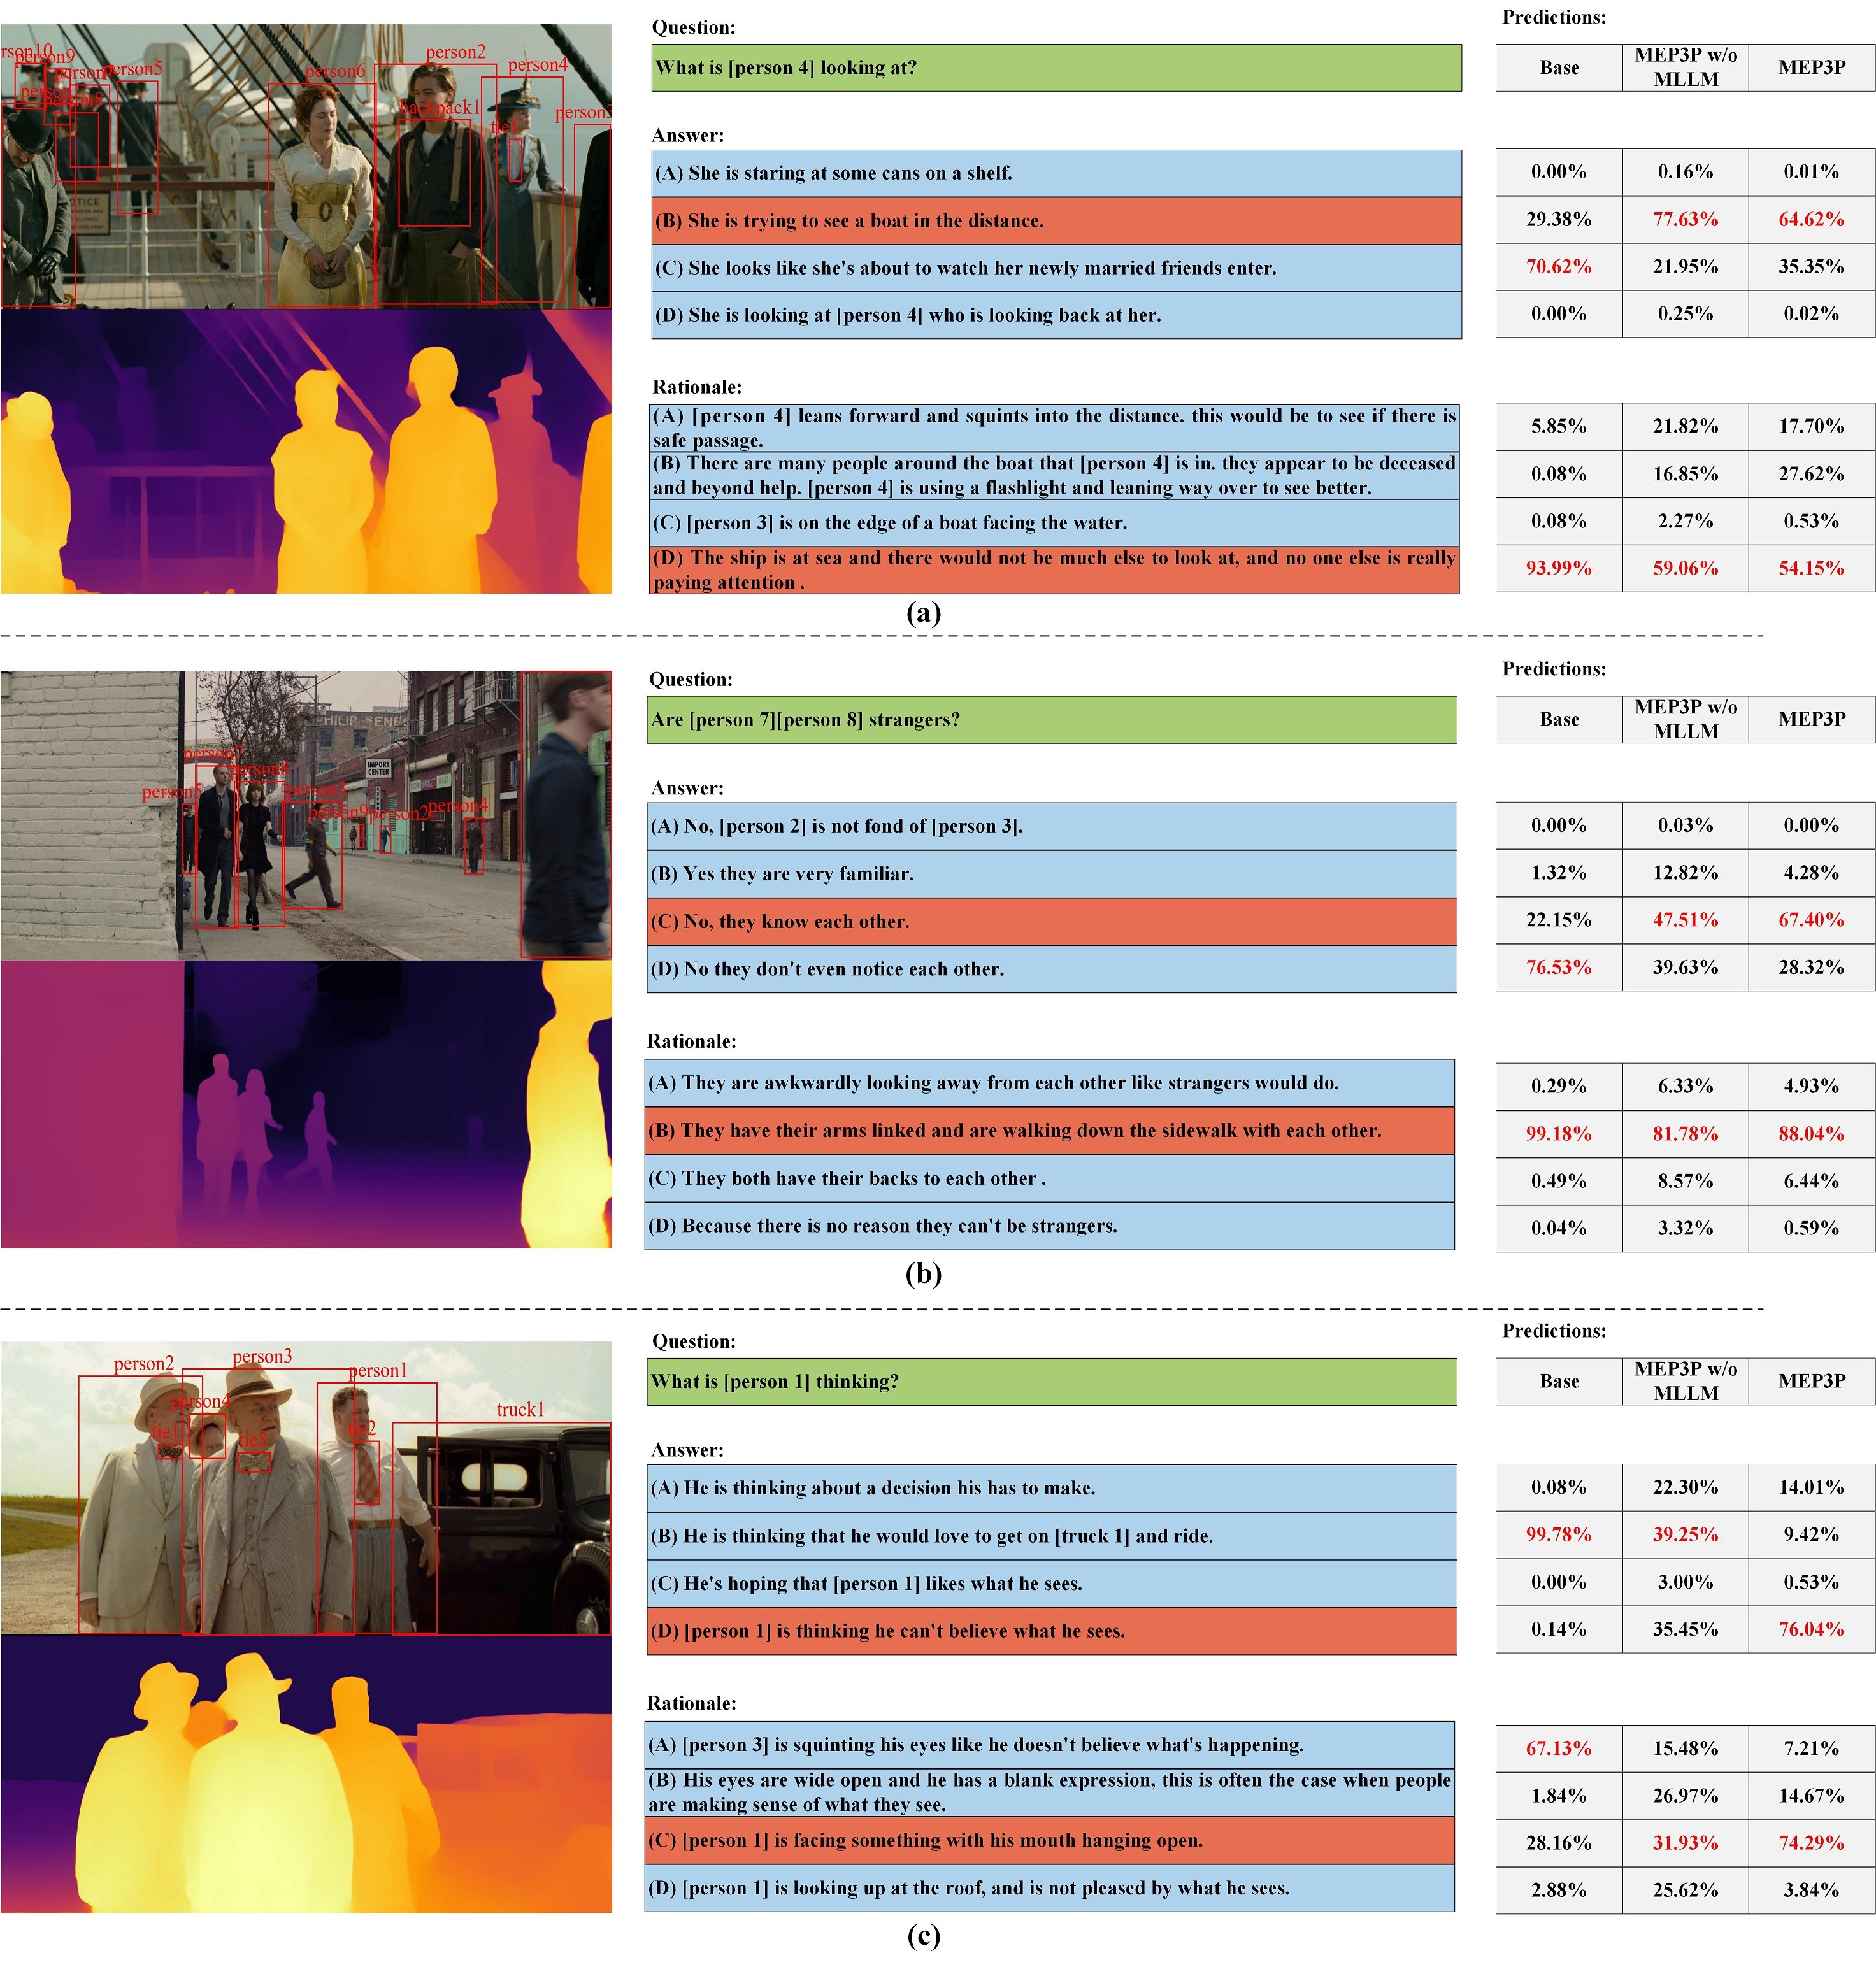 Question:
What is [person 4] looking at?
Answer:
(A) She is staring at some cans on a shelf.
(B) She is trying to see a boat in the distance.
(C) She looks like she's about to watch her newly married friends enter.
(D) She is looking at [person 4] who is looking back at her.
Rationale:
(A) [person 4] leans forward and squints into the distance. this would be to see if there is
safe passage.
(B) There are many people around the boat that [person 4] is in. they appear to be deceased
and beyond help. [person 4] is using a flashlight and leaning way over to see better.
(C) [person 3] is on the edge of a boat facing the water.
(D) The ship is at sea and there would not be much else to look at, and no one else is really
paying attention .
Predictions:
Base MEP3P w/o MLLM MEP3P
0.00% 0.16% 0.01%
29.38% 77.63% 64.62%
70.62% 21.95% 35.35%
0.00% 0.25% 0.02%
5.85% 21.82% 17.70%
0.08% 16.85% 27.62%
0.08% 2.27% 0.53%
93.99% 59.06% 54.15%
person9
person5
person6
person2
person4
backpack1
tie1
OTICE
(a)
Question:
Are [person 7][person 8] strangers?
Answer:
(A) No, [person 2] is not fond of [person 3].
(B) Yes they are very familiar.
(C) No, they know each other.
(D) No they don't even notice each other.
Rationale:
(A) They are awkwardly looking away from each other like strangers would do.
(B) They have their arms linked and are walking down the sidewalk with each other.
(C) They both have their backs to each other .
(D) Because there is no reason they can't be strangers.
Predictions:
Base MEP3P w/o MLLM MEP3P
0.00% 0.03% 0.00%
1.32% 12.82% 4.28%
22.15% 47.51% 67.40%
76.53% 39.63% 28.32%
0.29% 6.33% 4.93%
99.18% 81.78% 88.04%
0.49% 8.57% 6.44%
0.04% 3.32% 0.59%
PHILIP SENE
IMPORT
CENTER
person5
person3
person9
person2
person4
(b)
Question:
What is [person 1] thinking?
Answer:
(A) He is thinking about a decision his has to make.
(B) He is thinking that he would love to get on [truck 1] and ride.
(C) He's hoping that [person 1] likes what he sees.
(D) [person 1] is thinking he can't believe what he sees.
Rationale:
(A) [person 3] is squinting his eyes like he doesn't believe what's happening.
(B) His eyes are wide open and he has a blank expression, this is often the case when people
are making sense of what they see.
(C) [person 1] is facing something with his mouth hanging open.
(D) [person 1] is looking up at the roof, and is not pleased by what he sees.
Predictions:
Base MEP3P w/o MLLM MEP3P
0.08% 22.30% 14.01%
99.78% 39.25% 9.42%
0.00% 3.00% 0.53%
0.14% 35.45% 76.04%
67.13% 15.48% 7.21%
1.84% 26.97% 14.67%
28.16% 31.93% 74.29%
2.88% 25.62% 3.84%
person2
person3
person1
person4
truck1
tie1
tie3
tie2
(c)